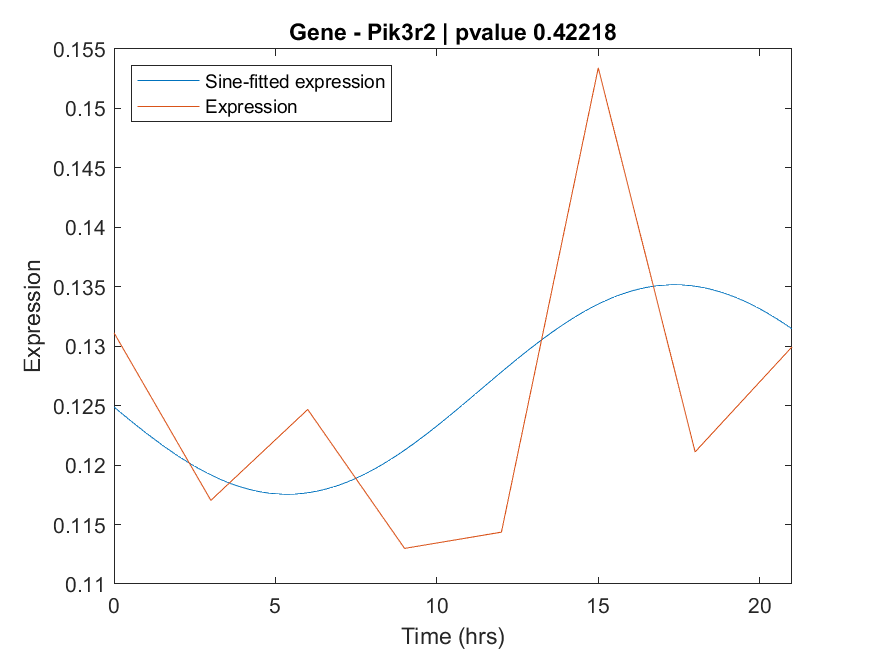 Gene - Pik3r2 | pvalue 0.42218
Sine-fitted expression
Expression
0.155
0.15
0.145
0.14
0.135
0.13
0.125
0.12
0.115
0.11
Expression
0 5 10 15 20
Time (hrs)